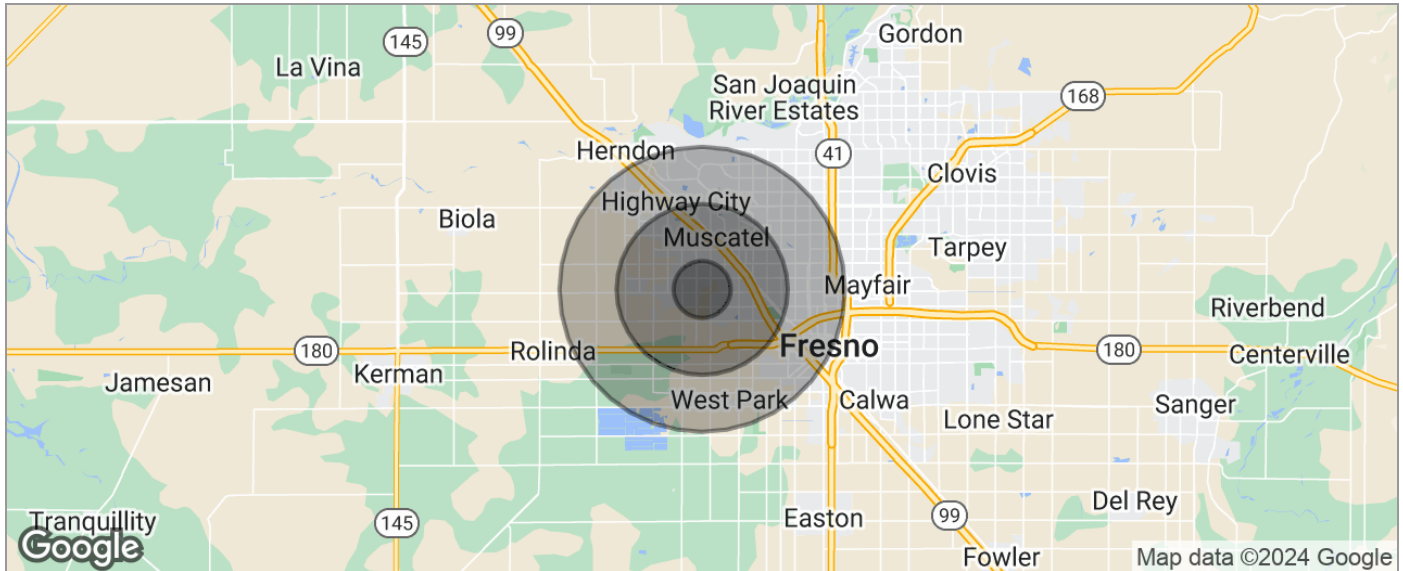 Gordon
99
145
La Vina
San Joaquin
River Estates
168
Herndon
41
Clovis
Highway City
Biola
Muscatel
Tarpey
Mayfair
Riverbend
180
Rolinda
Fresno
180
Centerville
Kerman
Jamesan
West Park
Calwa
Sanger
Lone Star
Del Rey
Tranquillity
145
Easton
99
Google
Fowler
Map data ©2024 Google